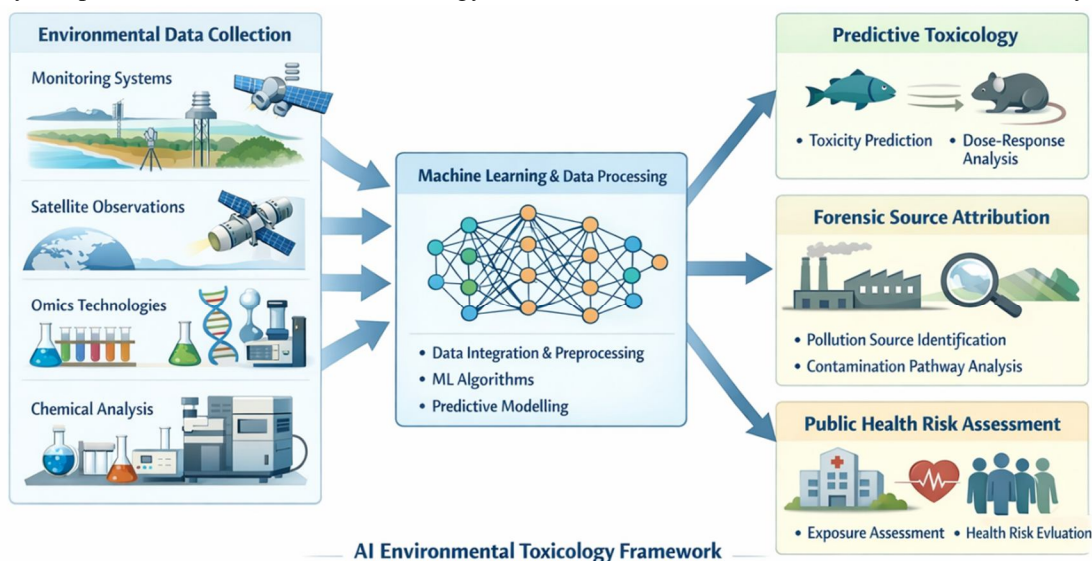 Environmental Data Collection
Monitoring Systems
Satellite Observations
Omics Technologies
Chemical Analysis
Machine Learning & Data Processing
• Data Integration & Preprocessing
• ML Algorithms
• Predictive Modelling
Predictive Toxicology
• Toxicity Prediction
• Dose-Response
Analysis
Forensic Source Attribution
• Pollution Source Identification
• Contamination Pathway Analysis
Public Health Risk Assessment
• Exposure Assessment • Health Risk Evluation
AI Environmental Toxicology Framework